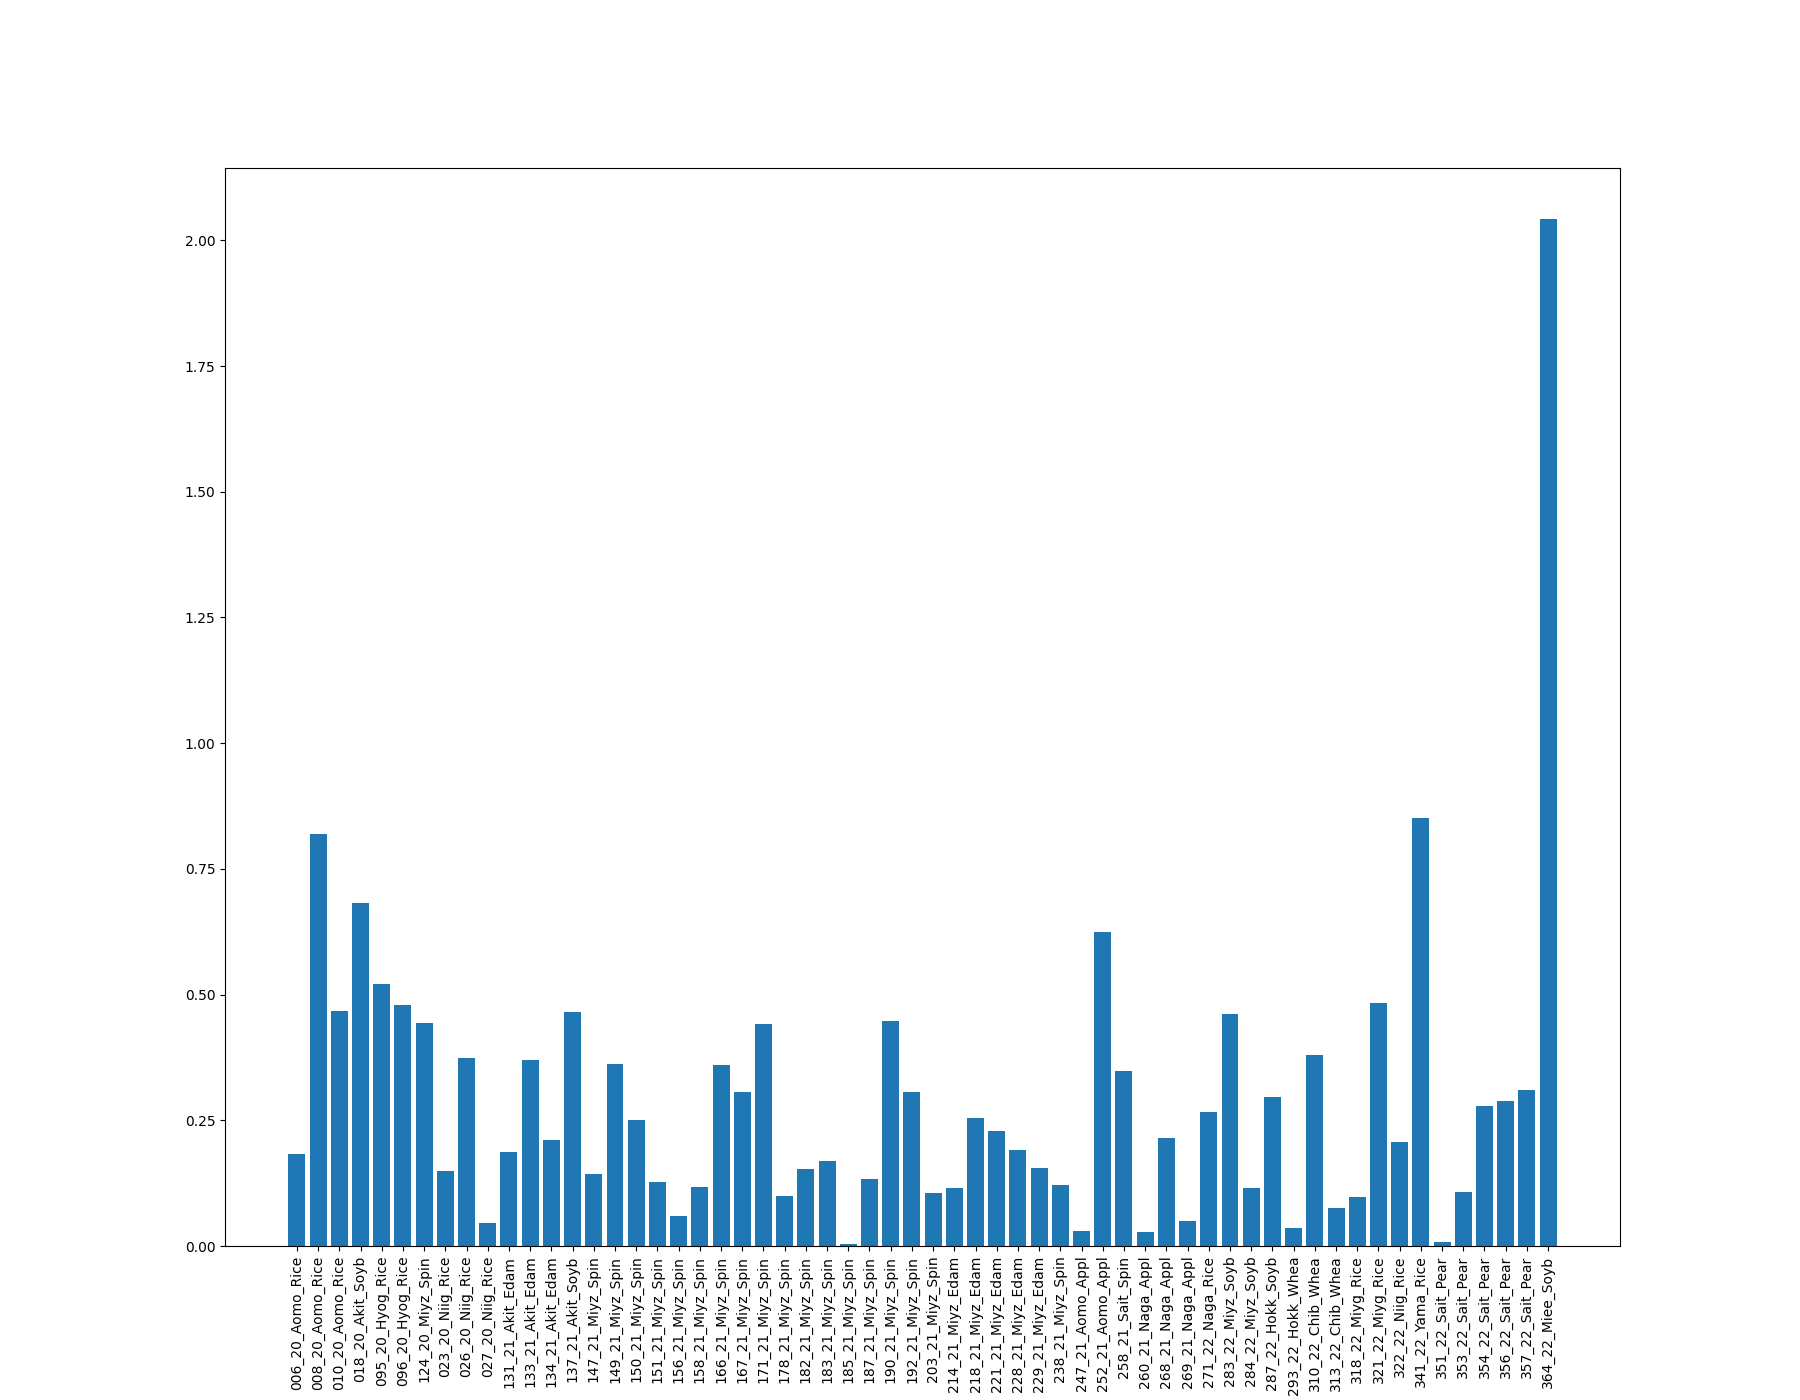 2.00
1.75
1.50
1.25
1.00
0.75
0.50
0.25
0.00
006_20_Aomo_Rice
008_20_Aomo_Rice
010_20_Aomo_Rice
018_20_Akit_Soyb
095_20_Hyog_Rice
096_20_Hyog_Rice
124_20_Miyz_Spin
023_20_Niig_Rice
026_20_Niig_Rice
027_20_Niig_Rice
131_21_Akit_Edam
133_21_Akit_Edam
134_21_Akit_Edam
137_21_Akit_Soyb
147_21_Miyz_Spin
149_21_Miyz_Spin
150_21_Miyz_Spin
151_21_Miyz_Spin
156_21_Miyz_Spin
158_21_Miyz_Spin
166_21_Miyz_Spin
167_21_Miyz_Spin
171_21_Miyz_Spin
178_21_Miyz_Spin
182_21_Miyz_Spin
183_21_Miyz_Spin
185_21_Miyz_Spin
187_21_Miyz_Spin
190_21_Miyz_Spin
192_21_Miyz_Spin
203_21_Miyz_Spin
214_21_Miyz_Edam
218_21_Miyz_Edam
221_21_Miyz_Edam
228_21_Miyz_Edam
229_21_Miyz_Edam
238_21_Miyz_Spin
247_21_Aomo_Appl
252_21_Aomo_Appl
258_21_Sait_Spin
260_21_Naga_Appl
268_21_Naga_Appl
269_21_Naga_Appl
271_22_Naga_Rice
283_22_Miyz_Soyb
284_22_Miyz_Soyb
287_22_Hokk_Soyb
293_22_Hokk_Whea
310_22_Chib_Whea
313_22_Chib_Whea
318_22_Miyg_Rice
321_22_Miyg_Rice
322_22_Niig_Rice
341_22_Yama_Rice
351_22_Sait_Pear
353_22_Sait_Pear
354_22_Sait_Pear
356_22_Sait_Pear
357_22_Sait_Pear
364_22_Miee_Soyb